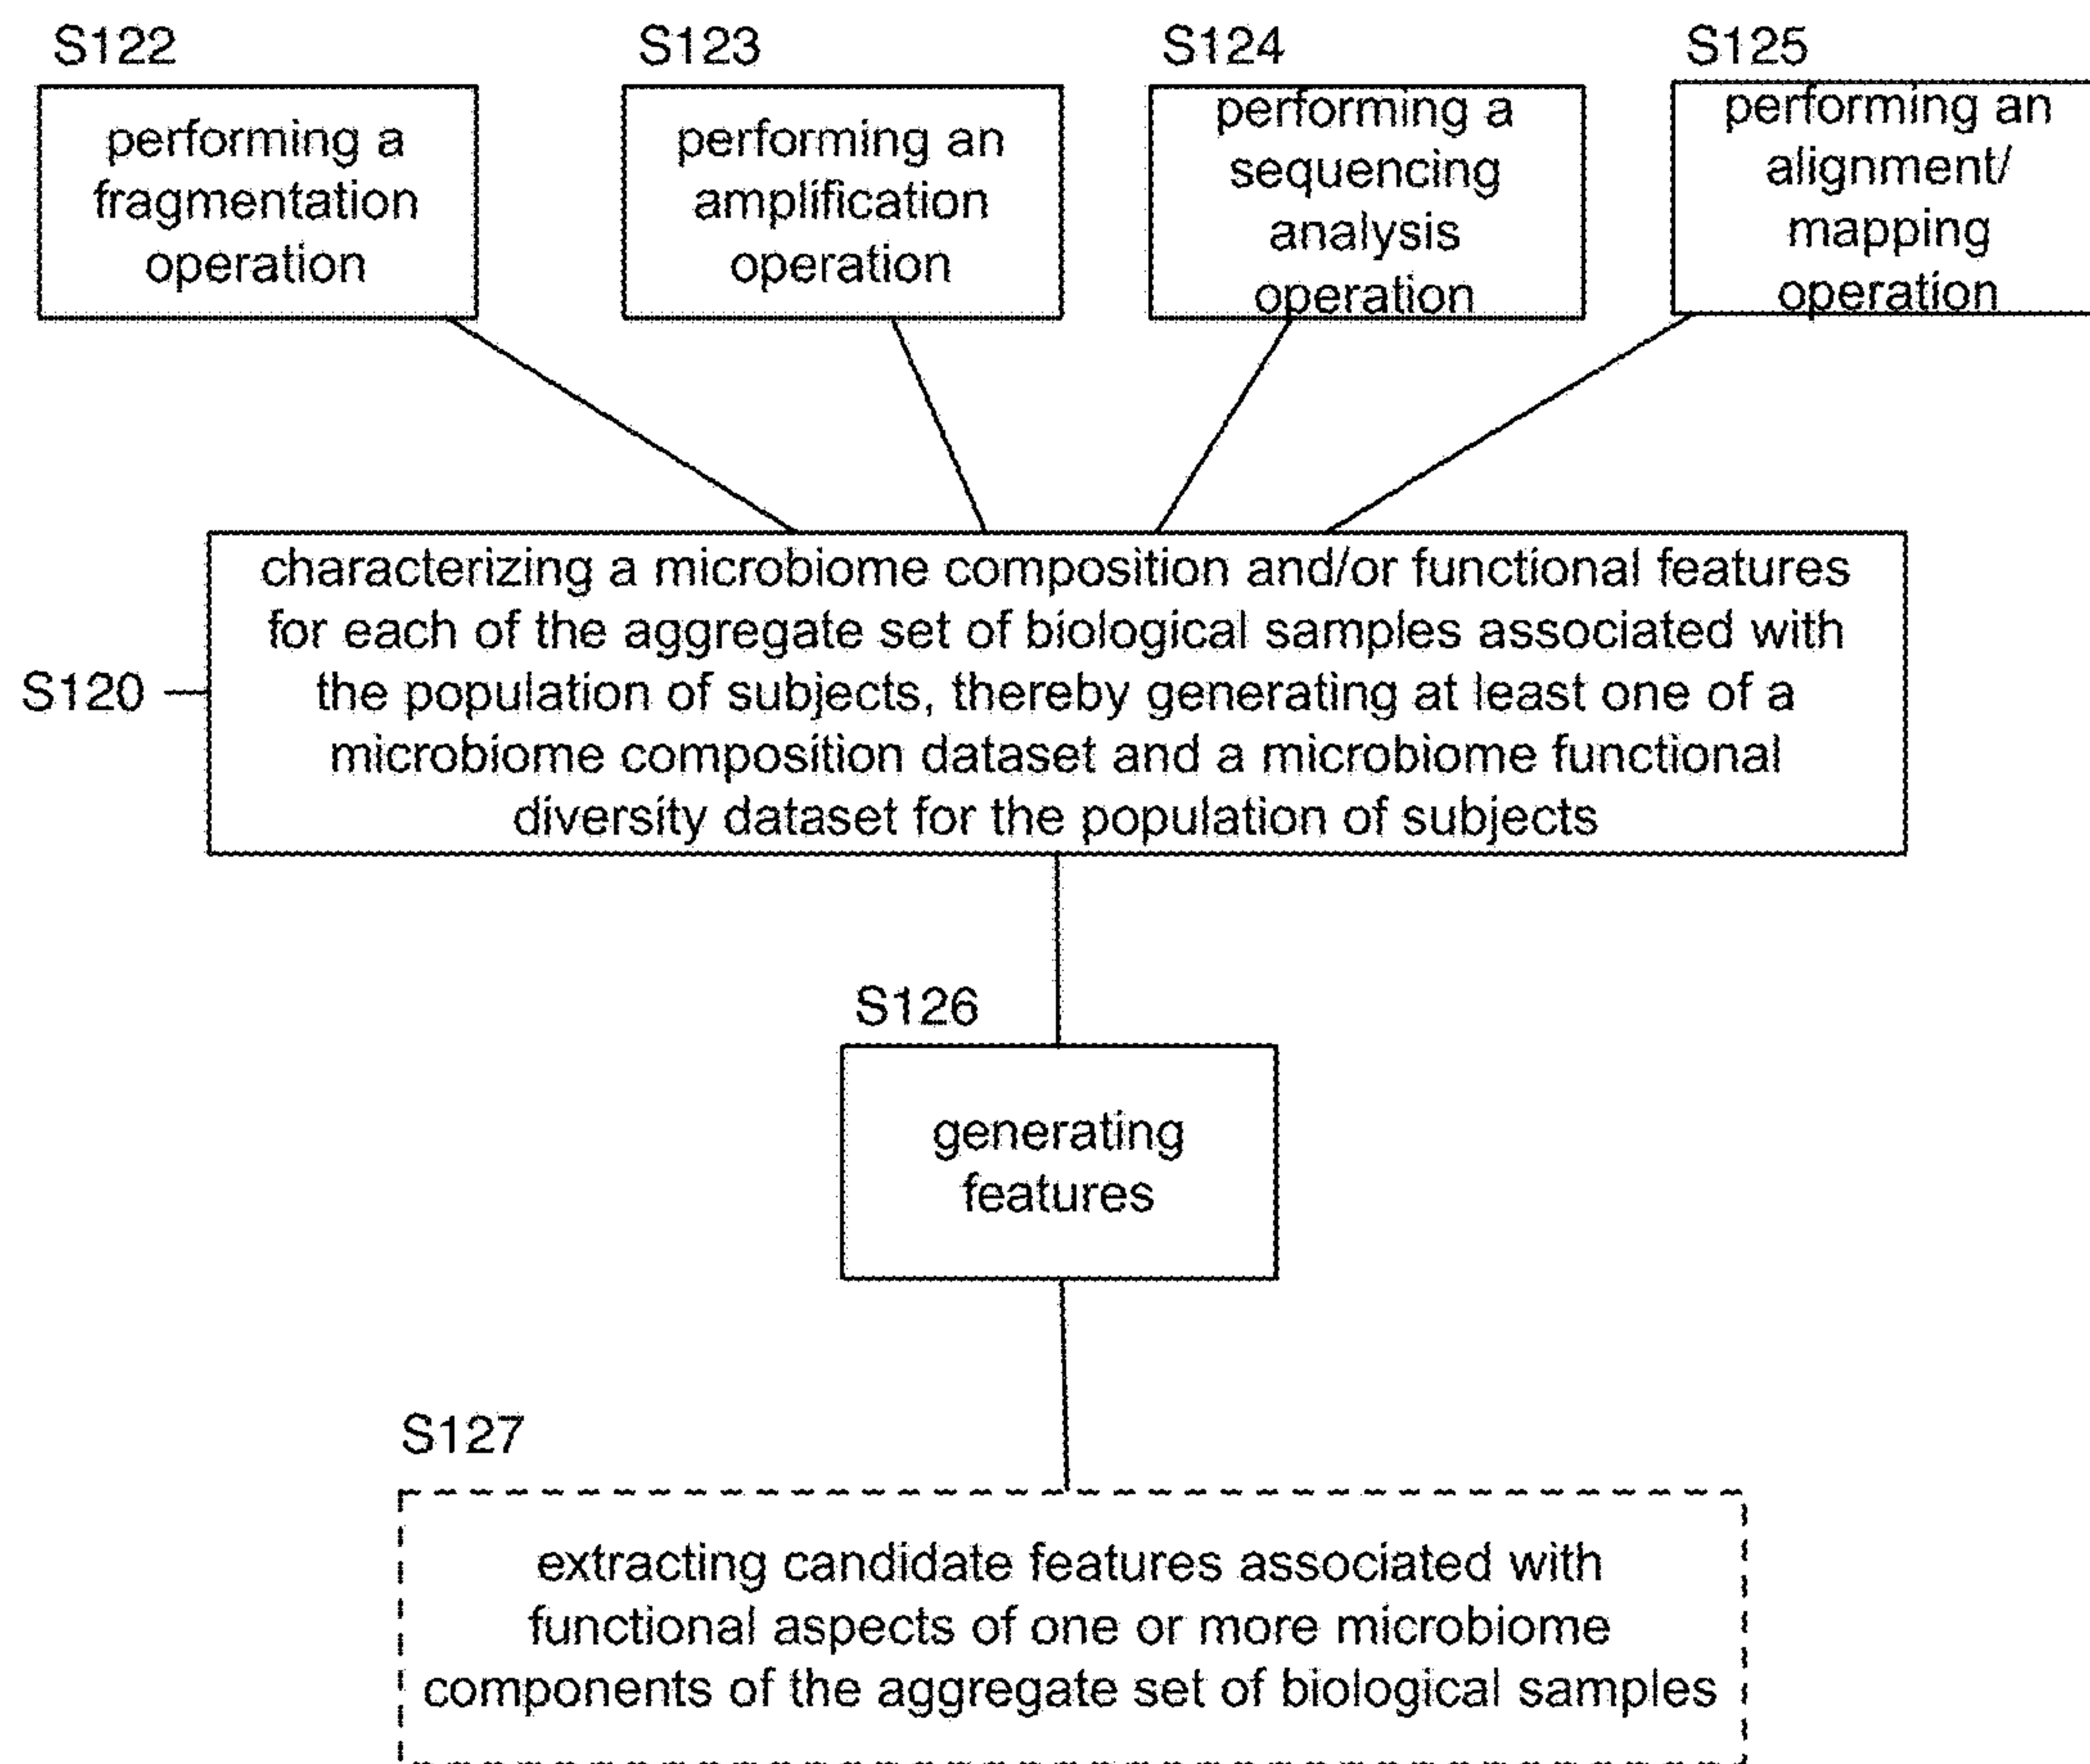 S122
performing a
fragmentation
operation
S123
performing an
amplification
operation
S124
performing a
sequencing
analysis
operation
S125
performing an
alignment/
mapping
operation
S120
characterizing a microbiome composition and/or functional features
for each of the aggregate set of biological samples associated with
the population of subjects, thereby generating at least one of a
microbiome composition dataset and a microbiome functional
diversity dataset for the population of subjects
S126
generating
features
S127
extracting candidate features associated with
functional aspects of one or more microbiome
components of the aggregate set of biological samples